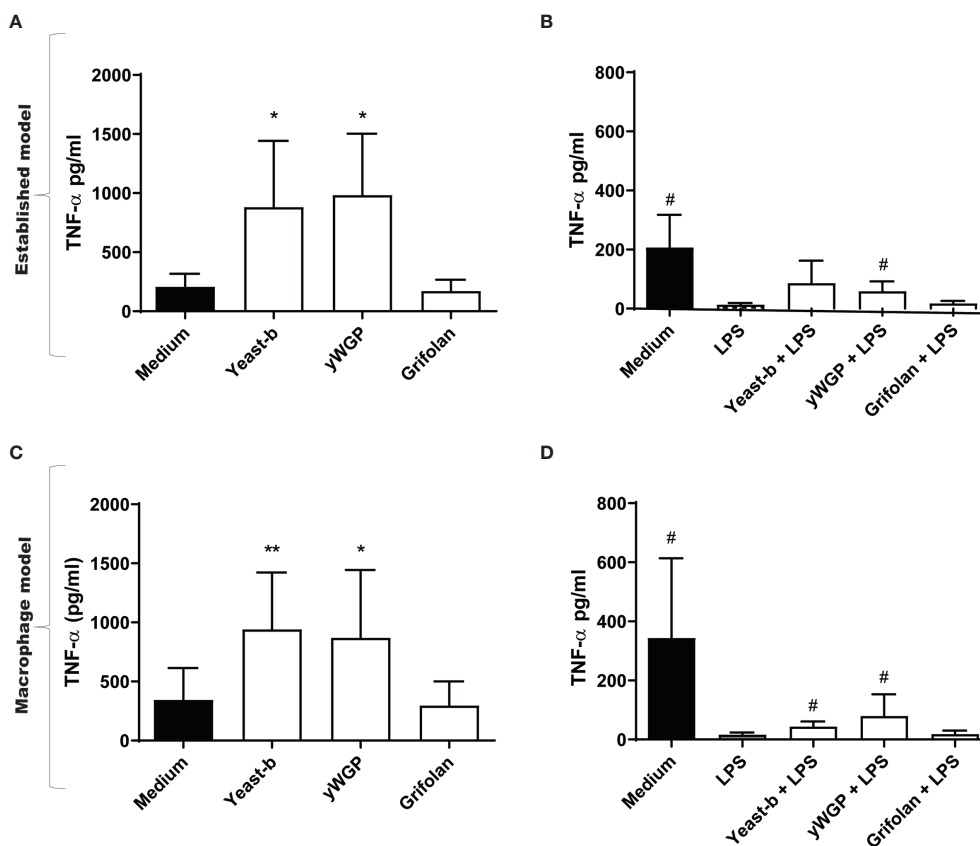 A
Established model
TNF-α pg/ml
2000
1500
1000
500
0
*
*
Medium
Yeast-b
yWGP
Grifolan
B
TNF-α pg/ml
800
600
400
200
0
#
#
Medium
LPS
Yeast-b + LPS
yWGP + LPS
Grifolan + LPS
C
Macrophage model
TNF-α (pg/ml)
2000
1500
1000
500
0
**
*
Medium
Yeast-b
yWGP
Grifolan
D
TNF-α pg/ml
800
600
400
200
0
#
#
#
Medium
LPS
Yeast-b + LPS
yWGP + LPS
Grifolan + LPS